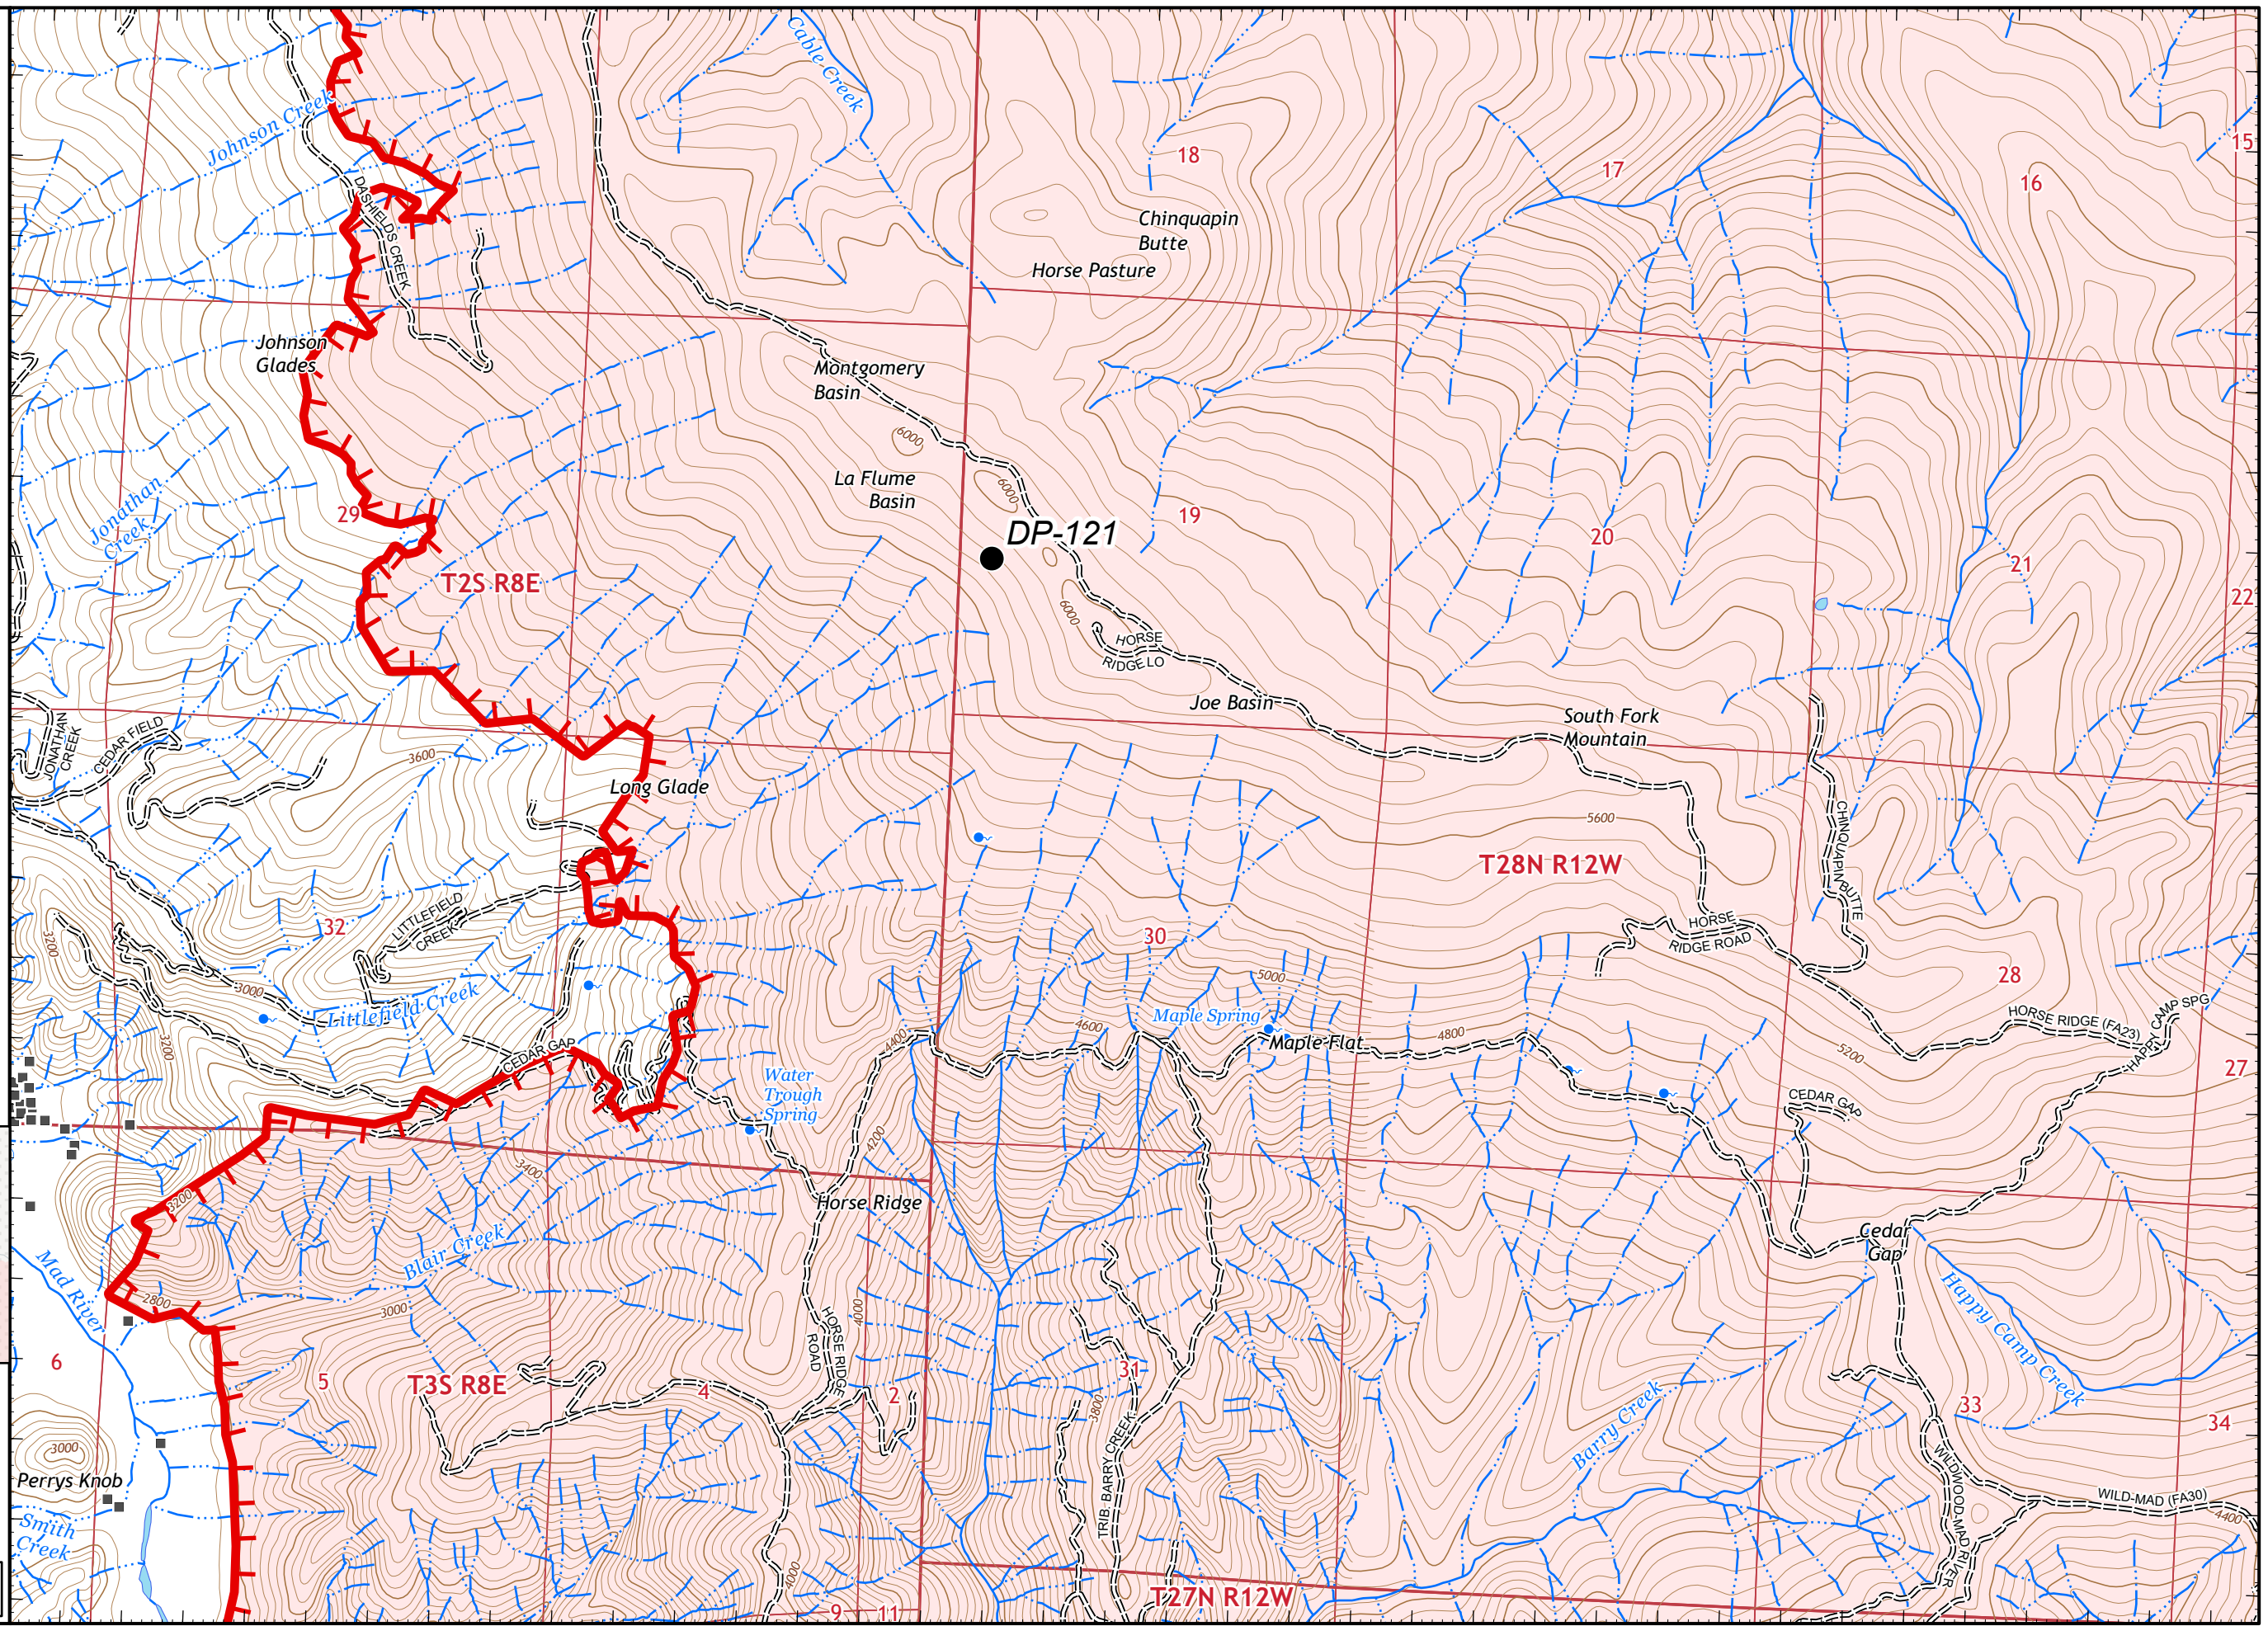 Cable Creek
Johnson Creek
15
18
17
16
DASHIELDS CREEK
Chinquapin
Butte
Horse Pasture
Johnson
Glades
Montgomery
Basin
6000
La Flume
Basin
6000
Jonathan
Creek
29
19
DP-121
20
21
T2S R8E
22
6000
HORSE
RIDGE LO
Joe Basin
South Fork
Mountain
JONATHAN
CREEK
CEDAR FIELD
3600
Long Glade
5600
CHINQUAPIN BUTTE
T28N R12W
LITTLEFIELD
CREEK
32
30
HORSE
RIDGE ROAD
3200
28
5000
3000
Littlefield Creek
Maple Spring
CAMP SPG
HAPPY
HORSE RIDGE (FA23)
4400
4600
Maple Flat
4800
3200
CEDAR GAP
5200
27
Water
Trough
Spring
CEDAR GAP
4200
3400
3200
Horse Ridge
Cedar
Gap
Blair Creek
Mad River
2800
3000
4000
Happy Camp Creek
HORSE RIDGE
ROAD
6
5
T3S R8E
4
2
31
33
34
3800
Barry Creek
3000
Perrys Knob
TRIB. BARRY CREEK
WILDWOOD-MAD RIVER
WILD-MAD (FA30)
4400
Smith
Creek
4000
T27N R12W
9
11